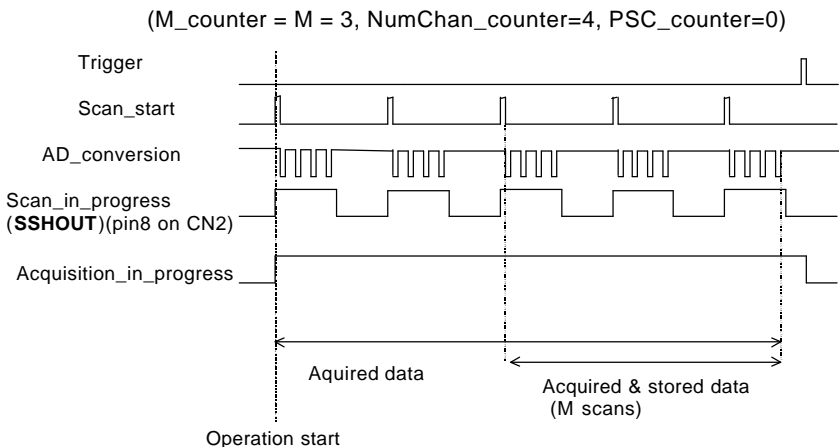 (M_counter = M = 3, NumChan_counter=4, PSC_counter=0)
Trigger
Scan_start
AD_conversion
Scan_in_progress
(SSHOUT)(pin8 on CN2)
Acquisition_in_progress
Aquired data
Acquired & stored data
(M scans)
Operation start